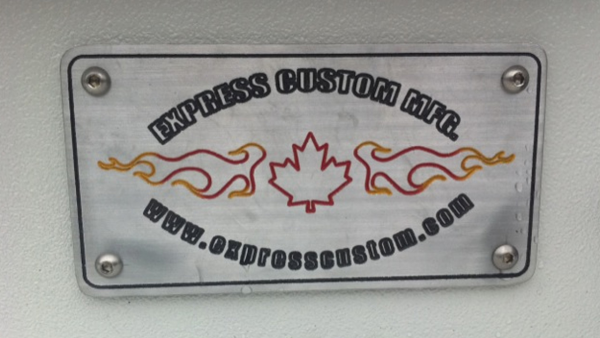 EXPRESS CUSTOM MFG.
www.expresscustom.com